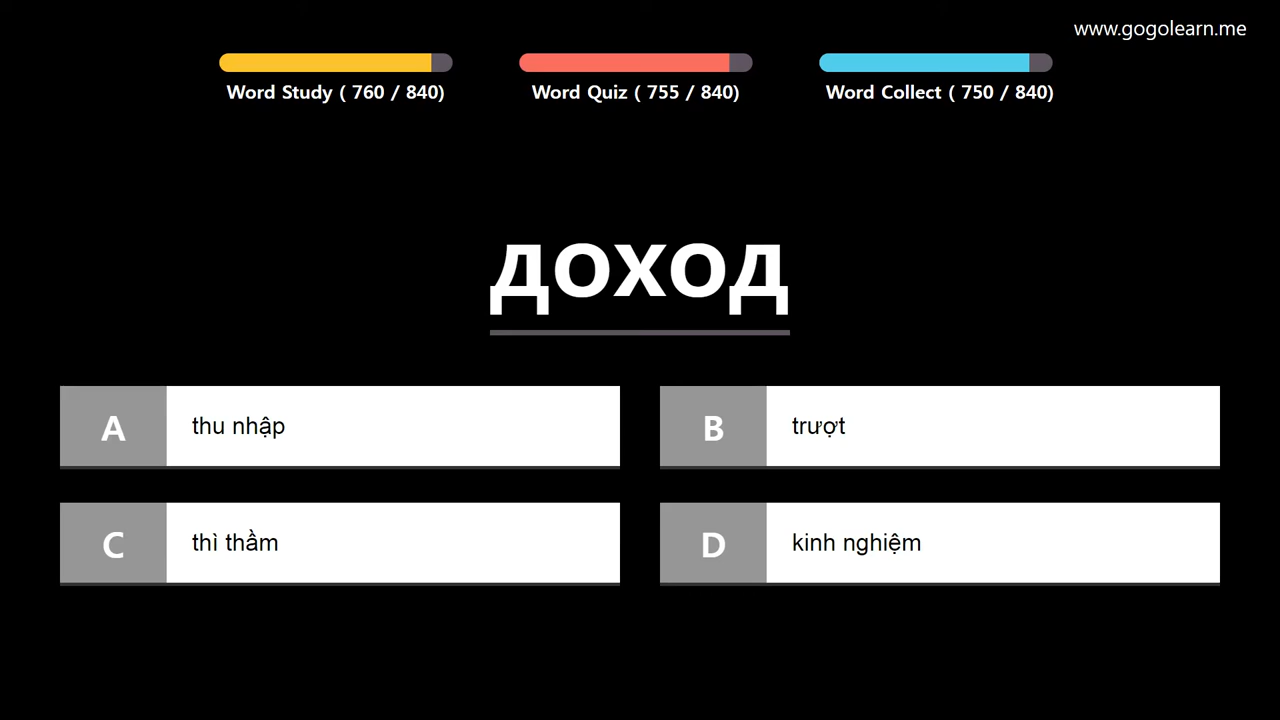 www.gogolearn.me
Word Study ( 760 / 840)
Word Quiz ( 755 / 840)
Word Collect ( 750 / 840)
доход
A thu nhập
B trượt
C thì thầm
D kinh nghiệm